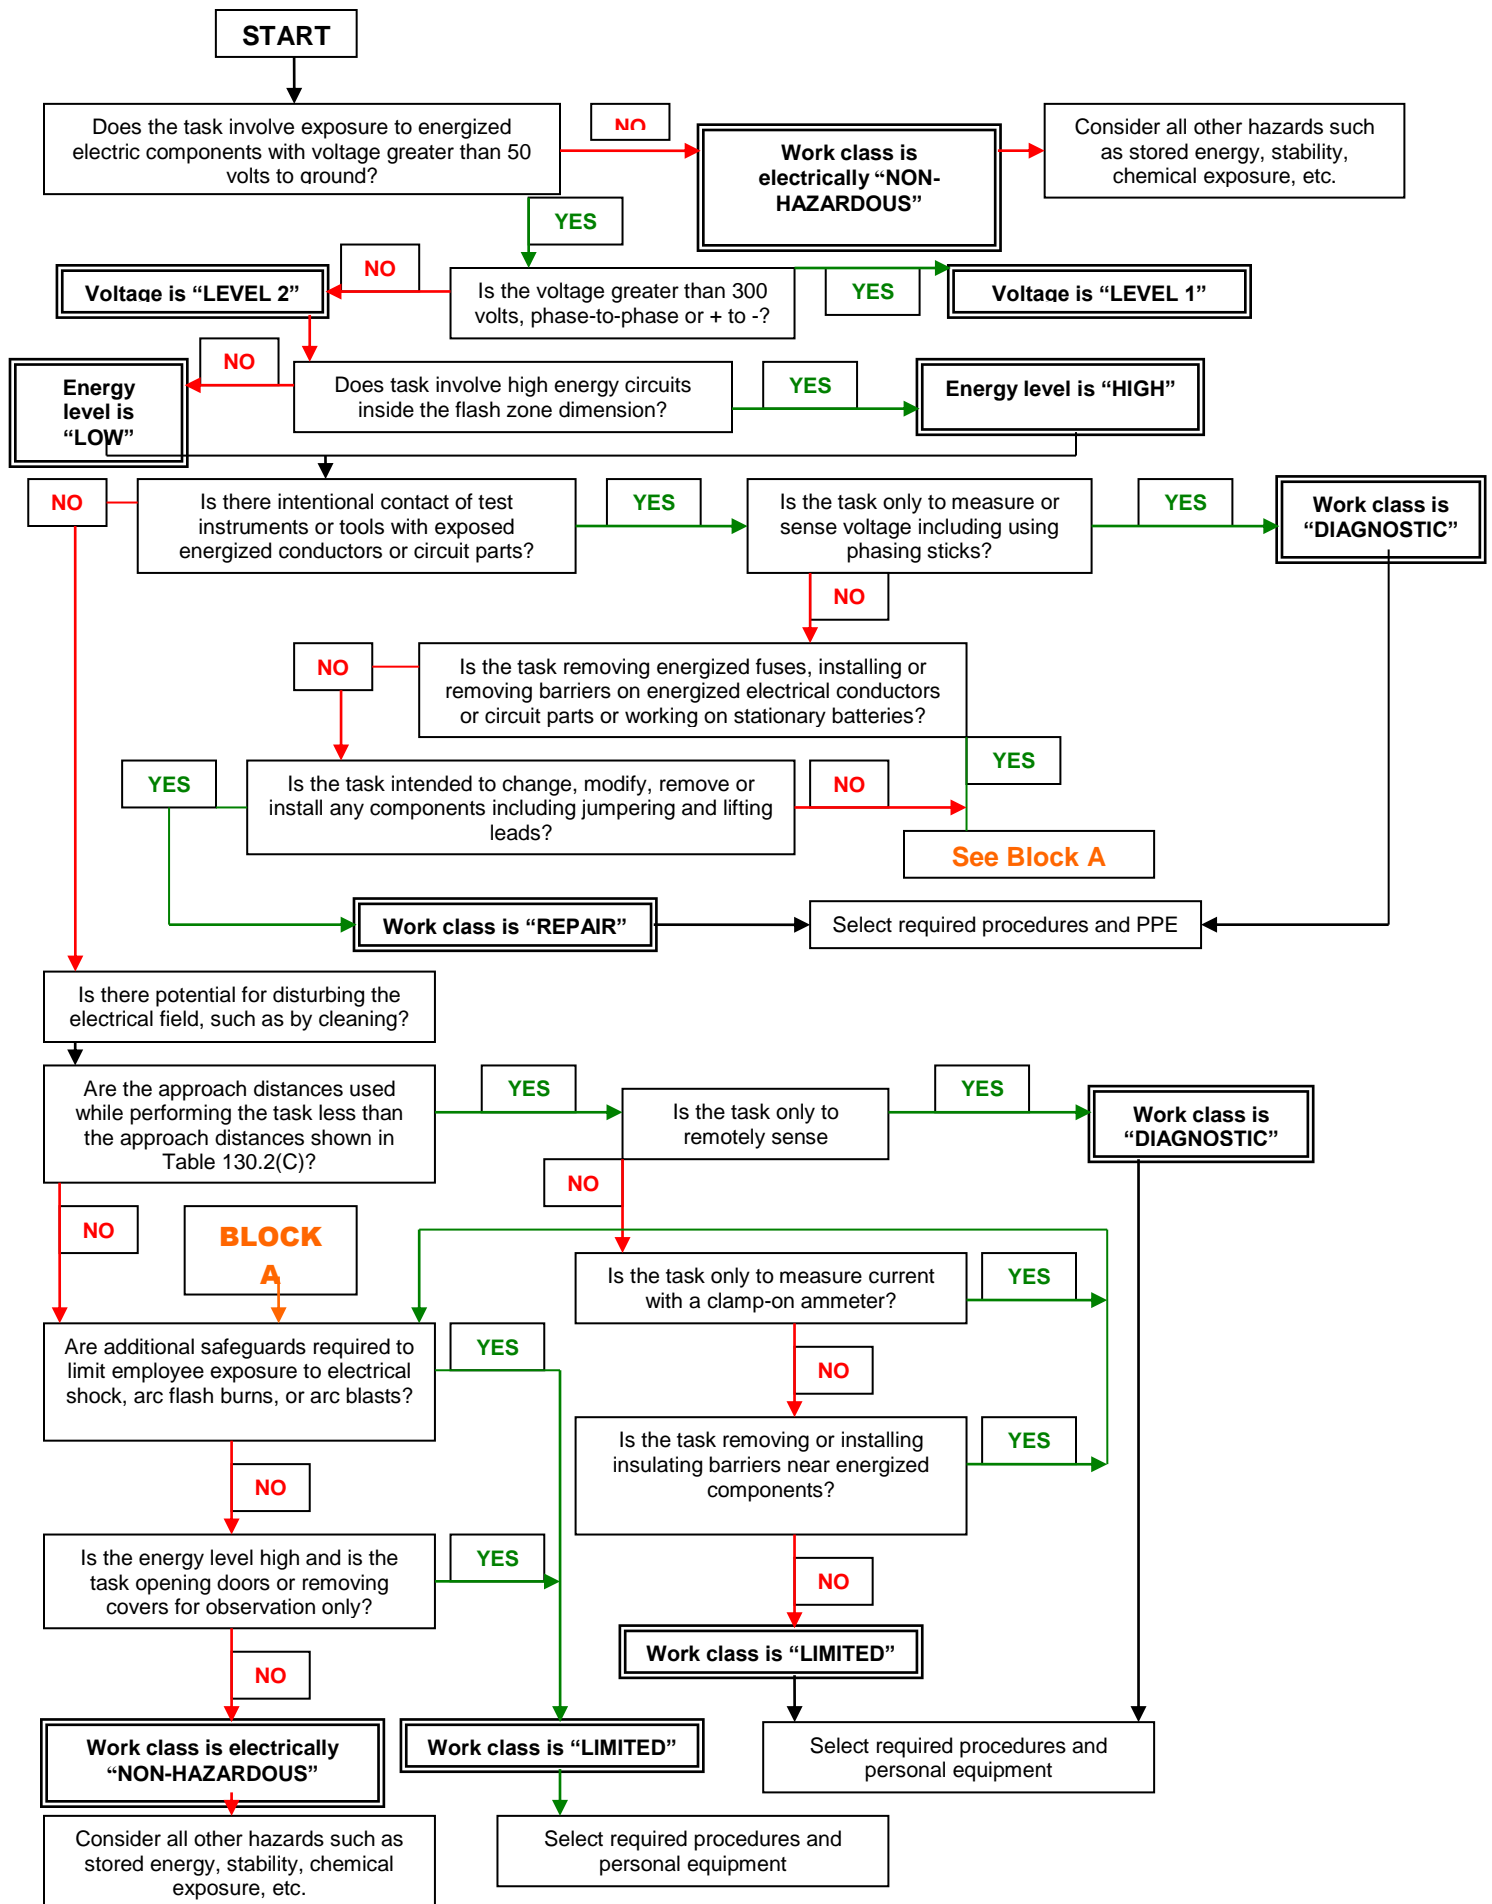 START
Does the task involve exposure to energized
electric components with voltage greater than 50
volts to ground?
NO
Work class is
electrically “NON-
HAZARDOUS”
Consider all other hazards such
as stored energy, stability,
chemical exposure, etc.
YES
NO
Voltage is “LEVEL 2”
Is the voltage greater than 300
volts, phase-to-phase or + to -?
YES
Voltage is “LEVEL 1”
NO
Energy
level is
“LOW”
Does task involve high energy circuits
inside the flash zone dimension?
YES
Energy level is “HIGH”
NO
Is there intentional contact of test
instruments or tools with exposed
energized conductors or circuit parts?
YES
Is the task only to measure or
sense voltage including using
phasing sticks?
YES
Work class is
“DIAGNOSTIC”
NO
NO
Is the task removing energized fuses, installing or
removing barriers on energized electrical conductors
or circuit parts or working on stationary batteries?
YES
YES
Is the task intended to change, modify, remove or
install any components including jumpering and lifting
leads?
NO
See Block A
Work class is “REPAIR”
Select required procedures and PPE
Is there potential for disturbing the
electrical field, such as by cleaning?
Are the approach distances used
while performing the task less than
the approach distances shown in
Table 130.2(C)?
YES
Is the task only to
remotely sense
YES
Work class is
“DIAGNOSTIC”
NO
NO
BLOCK
A
Is the task only to measure current
with a clamp-on ammeter?
YES
Are additional safeguards required to
limit employee exposure to electrical
shock, arc flash burns, or arc blasts?
YES
NO
Is the task removing or installing
insulating barriers near energized
components?
YES
NO
Is the energy level high and is the
task opening doors or removing
covers for observation only?
YES
NO
Work class is “LIMITED”
NO
Work class is electrically
“NON-HAZARDOUS”
Work class is “LIMITED”
Select required procedures and
personal equipment
Consider all other hazards such as
stored energy, stability, chemical
exposure, etc.
Select required procedures and
personal equipment